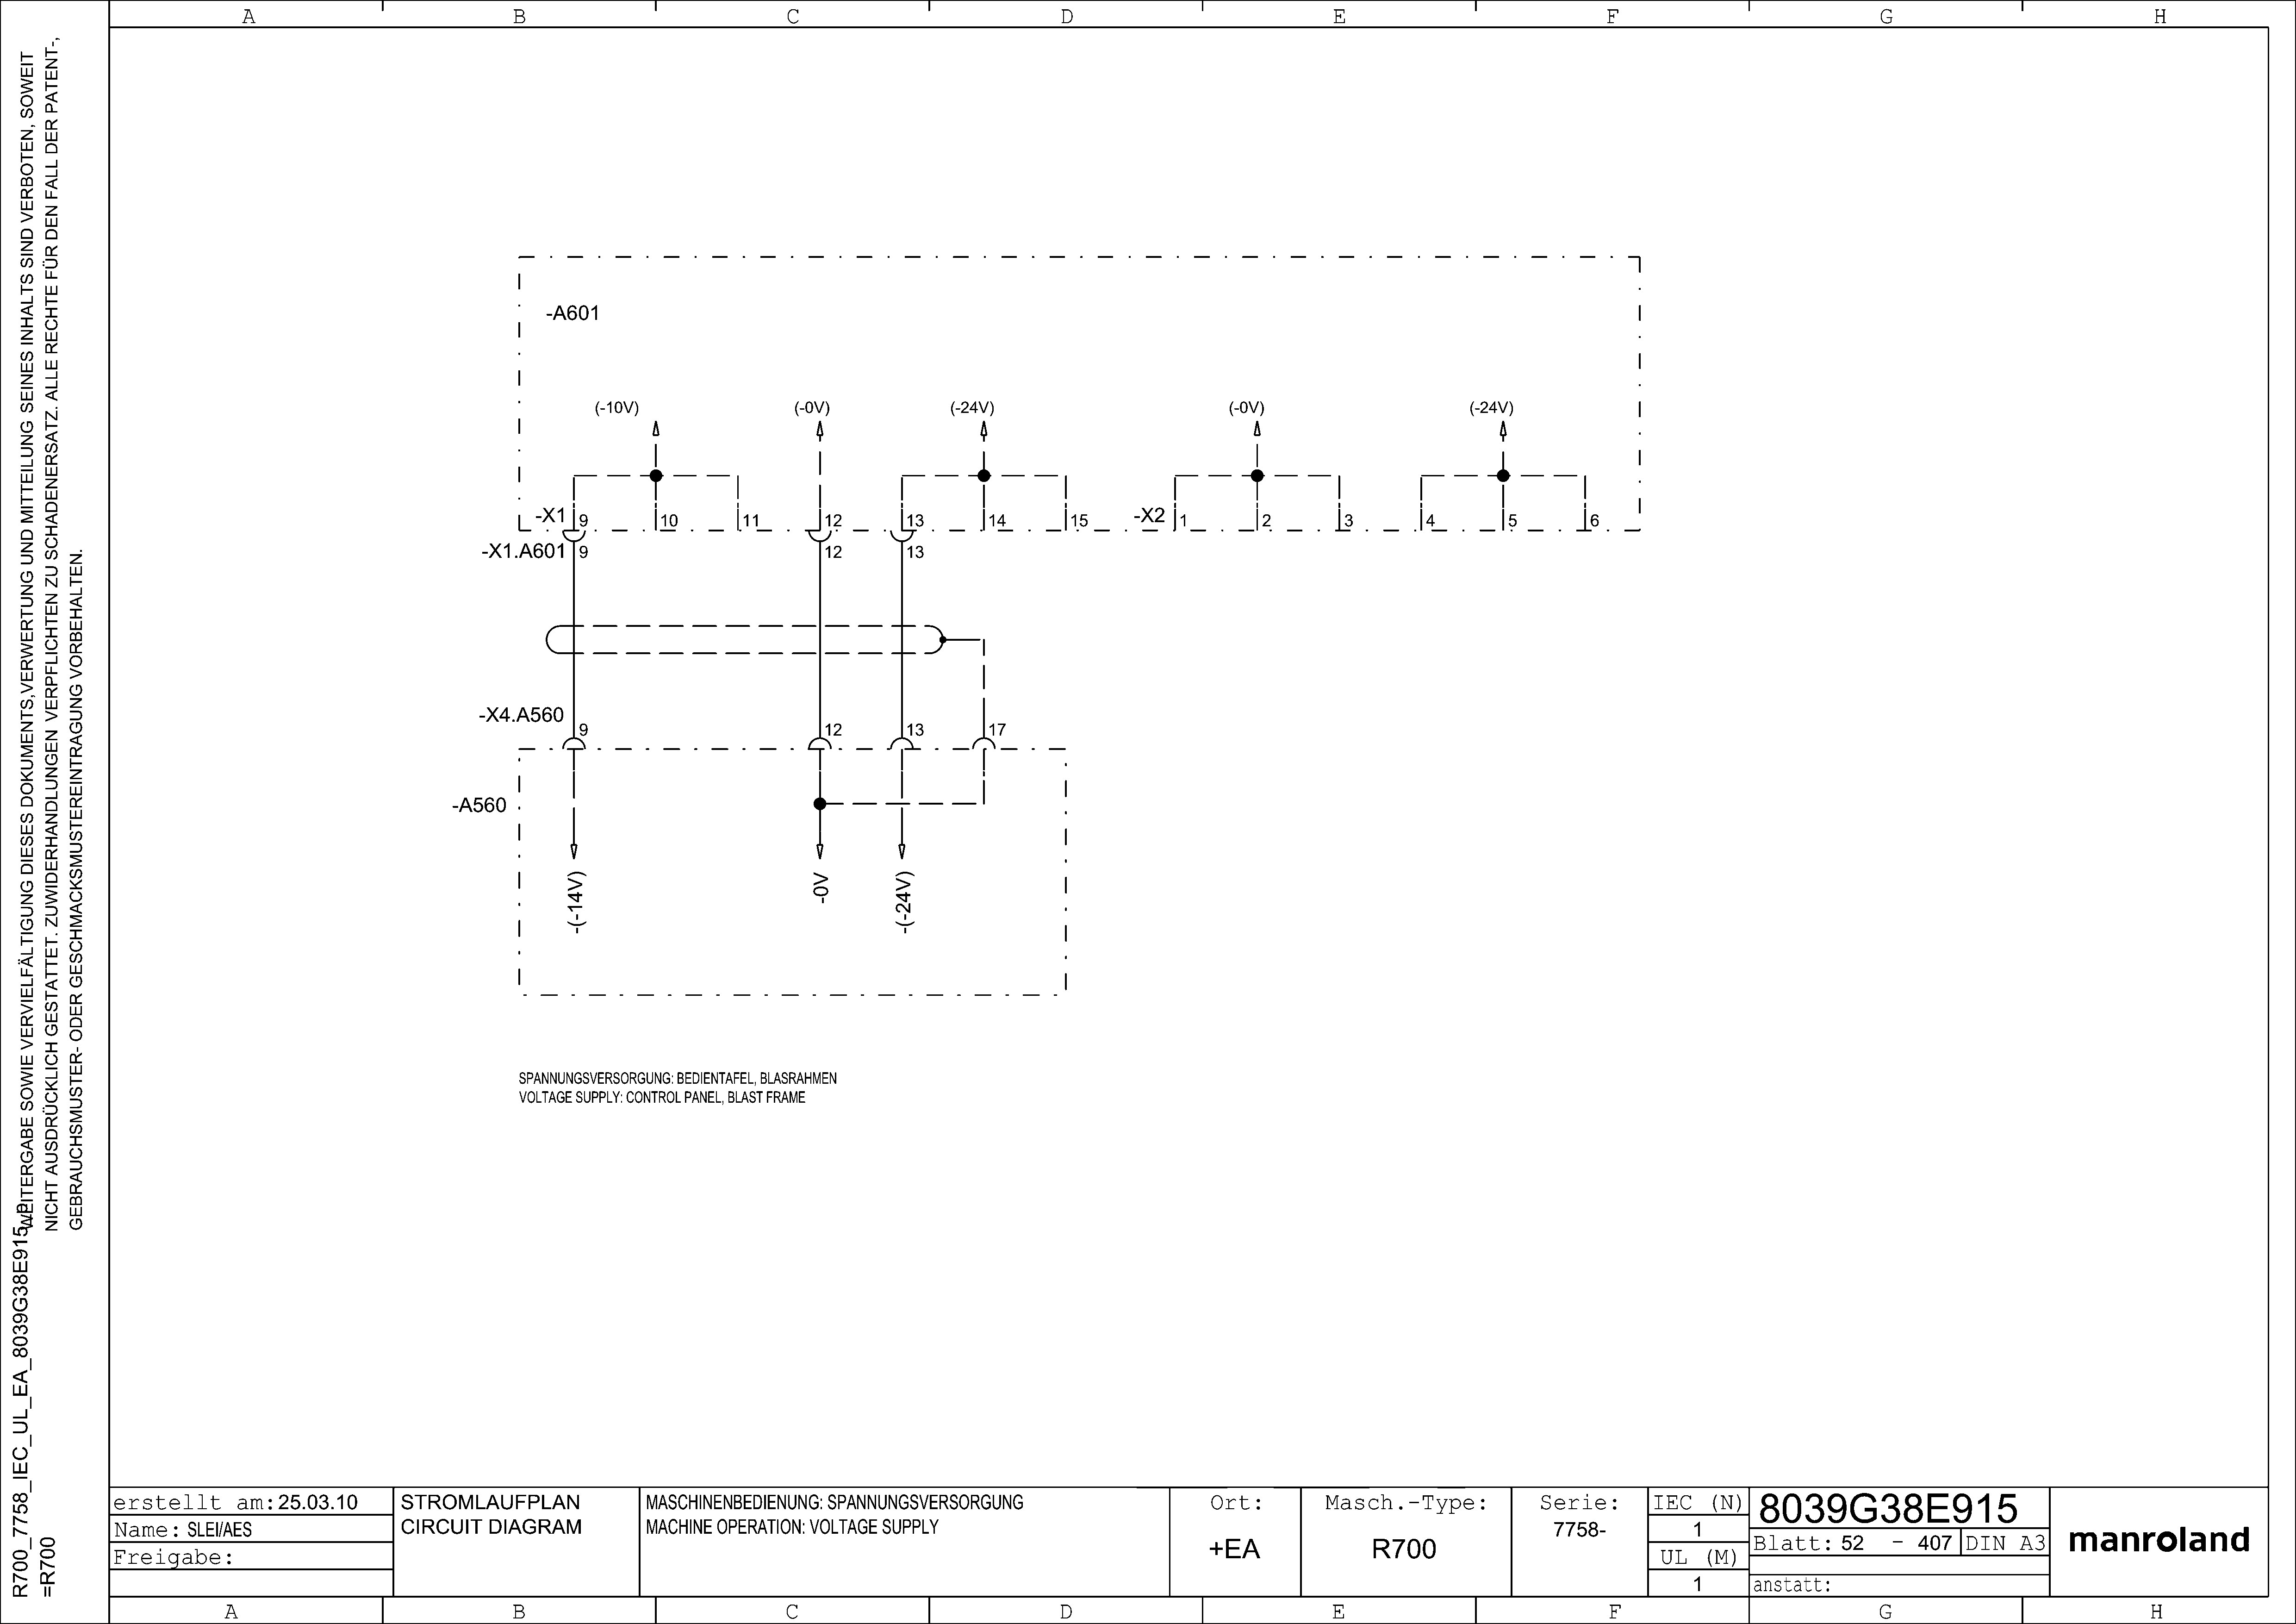 A B C D E F G H
WEITERGABE SOWIE VERVIELFÄLTIGUNG DIESES DOKUMENTS,VERWERTUNG UND MITTEILUNG SEINES INHALTS SIND VERBOTEN, SOWEIT
NICHT AUSDRÜCKLICH GESTATTET. ZUWIDERHANDLUNGEN VERPFLICHTEN ZU SCHADENERSATZ. ALLE RECHTE FÜR DEN FALL DER PATENT-,
GEBRAUCHSMUSTER- ODER GESCHMACKSMUSTEREINTRAGUNG VORBEHALTEN.
R700_7758_IEC_UL_EA_8039G38E915_P
=R700
-A601
(-10V) (-0V) (-24V) (-0V) (-24V)
-X1 9 10 11 12 13 14 15 -X2 1 2 3 4 5 6
-X1.A601 9 12 13
-X4.A560
9 12 13 17
-A560
-(-14V) -0V -(-24V)
SPANNUNGSVERSORGUNG: BEDIENTAFEL, BLASRAHMEN
VOLTAGE SUPPLY: CONTROL PANEL, BLAST FRAME
erstellt am: 25.03.10
Name: SLEI/AES
Freigabe:
STROMLAUFPLAN
CIRCUIT DIAGRAM
MASCHINENBEDIENUNG: SPANNUNGSVERSORGUNG
MACHINE OPERATION: VOLTAGE SUPPLY
Ort:
+EA
Masch.-Type:
R700
Serie:
7758-
IEC (N)
1
UL (M)
1
8039G38E915
Blatt: 52 - 407 DIN A3
anstatt:
manroland
A B C D E F G H